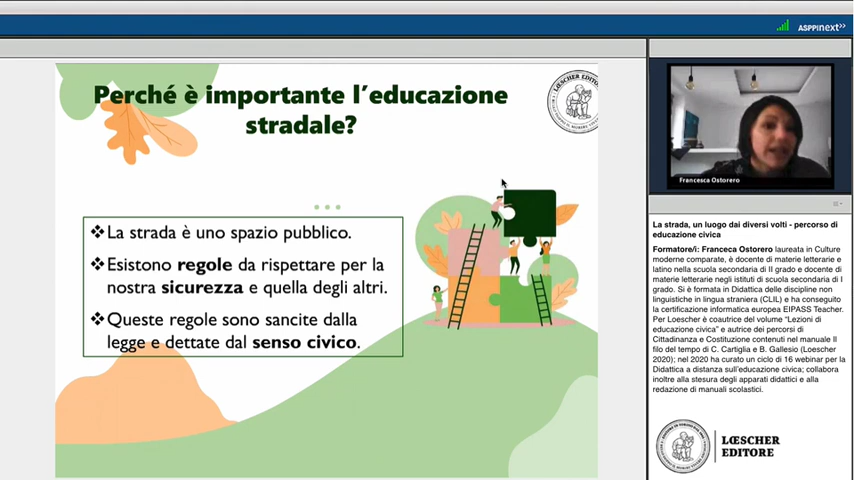 ASPPInext>>
Perché è importante l'educazione
stradale?
LŒSCHER EDITORE
❖La strada è uno spazio pubblico.
❖Esistono regole da rispettare per la
nostra sicurezza e quella degli altri.
❖Queste regole sono sancite dalla
legge e dettate dal senso civico.
Francesca Ostorero
La strada, un luogo dai diversi volti - percorso di
educazione civica
Formatore/i: Franceca Ostorero laureata in Culture
moderne comparate, è docente di materie letterarie e
latino nella scuola secondaria di II grado e docente di
materie letterarie negli istituti di scuola secondaria di I
grado. Si è formata in Didattica delle discipline non
linguistiche in lingua straniera (CLIL) e ha conseguito
la certificazione informatica europea EIPASS Teacher.
Per Loescher è coautrice del volume "Lezioni di
educazione civica" e autrice dei percorsi di
Cittadinanza e Costituzione contenuti nel manuale Il
filo del tempo di C. Cartiglia e B. Gallesio (Loescher
2020); nel 2020 ha curato un ciclo di 16 webinar per la
Didattica a distanza sull'educazione civica; collabora
inoltre alla stesura degli apparati didattici e alla
redazione di manuali scolastici.
LŒSCHER
EDITORE